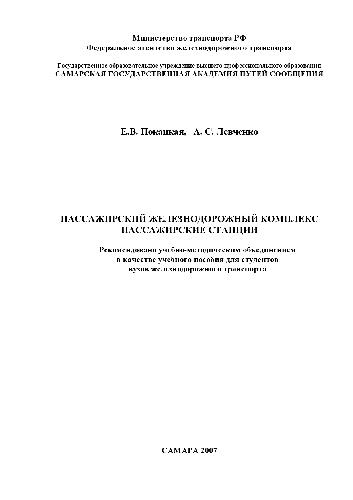 Министерство транспорта РФ
Федеральное агентство железнодорожного транспорта
Государственное образовательное учреждение высшего профессионального образования
САМАРСКАЯ ГОСУДАРСТВЕННАЯ АКАДЕМИЯ ПУТЕЙ СООБЩЕНИЯ
Е.В. Покацкая, А. С. Левченко
ПАССАЖИРСКИЙ ЖЕЛЕЗНОДОРОЖНЫЙ КОМПЛЕКС
ПАССАЖИРСКИЕ СТАНЦИИ
Рекомендовано учебно-методическим объединением
в качестве учебного пособия для студентов
вузов железнодорожного транспорта
САМАРА 2007